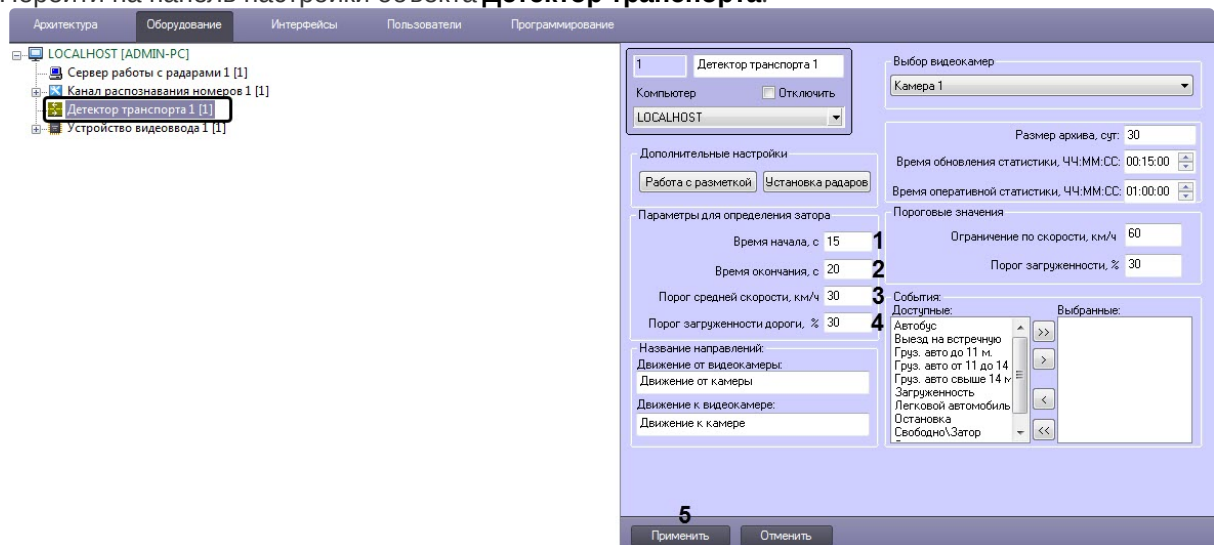 Перейти на панель настройки объекта Детектор транспорта.
Архитектура Оборудование Интерфейсы Пользователи Программирование
LOCALHOST [ADMIN-PC]
Сервер работы с радарами 1 [1]
Канал распознавания номеров 1 [1]
Детектор транспорта 1 [1]
Устройство видеоввода 1 [1]
1 Детектор транспорта 1
Компьютер Отключить
LOCALHOST
Дополнительные настройки
Работа с разметкой Установка радаров
Параметры для определения затора
Время начала, с 15 1
Время окончания, с 20 2
Порог средней скорости, км/ч 30 3
Порог загруженности дороги, % 30 4
Название направлений:
Движение от видеокамеры:
Движение от камеры
Движение к видеокамере:
Движение к камере
Выбор видеокамер
Камера 1
Размер архива, сут: 30
Время обновления статистики, ЧЧ:ММ:СС: 00:15:00
Время оперативной статистики, ЧЧ:ММ:СС: 01:00:00
Пороговые значения
Ограничение по скорости, км/ч 60
Порог загруженности, % 30
События:
Доступные: Выбранные:
Автобус
Выезд на встречную
Груз. авто до 11 м.
Груз. авто от 11 до 14
Груз. авто свыше 14 м
Загруженность
Легковой автомобиль
Остановка
Свободно\Затор
>>
>
<
<<
5
Применить Отменить